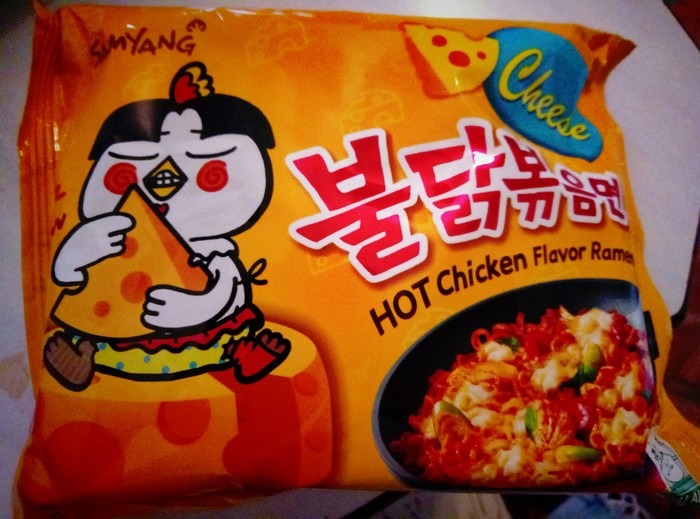 SAMYANG
Cheese
불닭볶음면
HOT Chicken Flavor Ramen